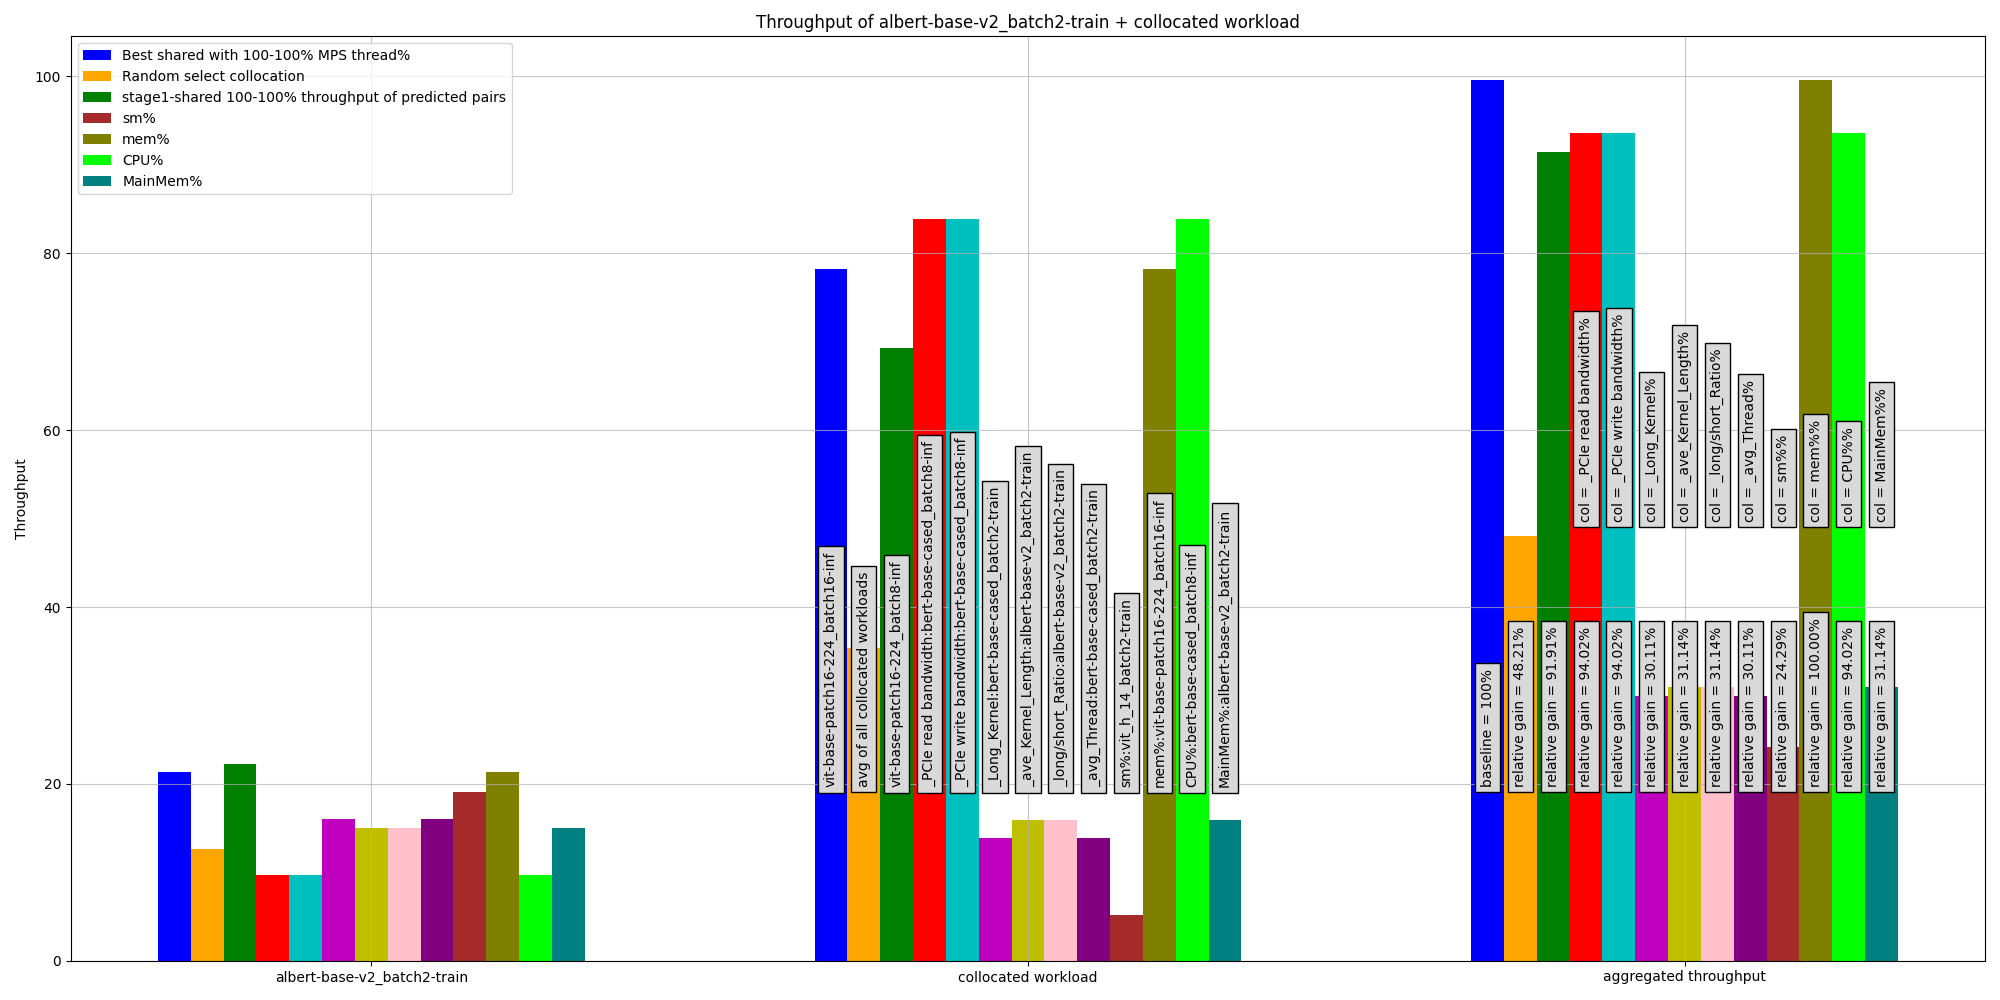 Throughput of albert-base-v2_batch2-train + collocated workload
Best shared with 100-100% MPS thread%
Random select collocation
stage1-shared 100-100% throughput of predicted pairs
sm%
mem%
CPU%
MainMem%
Throughput
100
80
60
40
20
0
vit-base-patch16-224_batch16-inf
avg of all collocated workloads
vit-base-patch16-224_batch8-inf
_PCIe read bandwidth:bert-base-cased_batch8-inf
_PCIe write bandwidth:bert-base-cased_batch8-inf
_Long_Kernel:bert-base-cased_batch2-train
_ave_Kernel_Length:albert-base-v2_batch2-train
_long/short_Ratio:albert-base-v2_batch2-train
_avg_Thread:bert-base-cased_batch2-train
sm%:vit_h_14_batch2-train
mem%:vit-base-patch16-224_batch16-inf
CPU%:bert-base-cased_batch8-inf
MainMem%:albert-base-v2_batch2-train
col = _PCIe read bandwidth%
col = _PCIe write bandwidth%
col = _Long_Kernel%
col = _ave_Kernel_Length%
col = _long/short_Ratio%
col = _avg_Thread%
col = sm%%
col = mem%%
col = CPU%%
col = MainMem%%
baseline = 100%
relative gain = 48.21%
relative gain = 91.91%
relative gain = 94.02%
relative gain = 94.02%
relative gain = 30.11%
relative gain = 31.14%
relative gain = 31.14%
relative gain = 30.11%
relative gain = 24.29%
relative gain = 100.00%
relative gain = 94.02%
relative gain = 31.14%
albert-base-v2_batch2-train
collocated workload
aggregated throughput